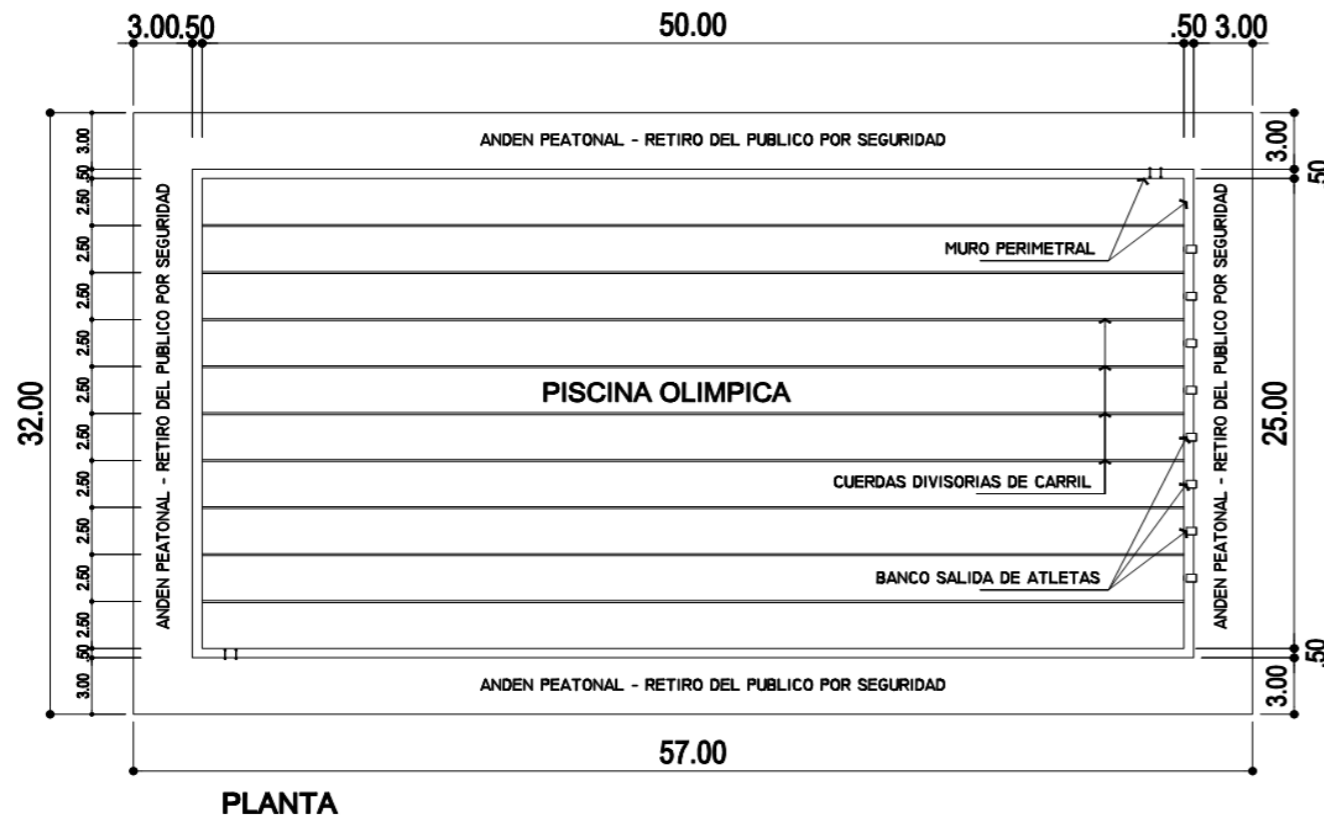 3.00 .50 50.00 .50 3.00
ANDEN PEATONAL - RETIRO DEL PUBLICO POR SEGURIDAD
3.00
.50
2.50
2.50
2.50
2.50
2.50
2.50
2.50
2.50
2.50
2.50
.50
3.00
32.00
ANDEN PEATONAL - RETIRO DEL PUBLICO POR SEGURIDAD
MURO PERIMETRAL
PISCINA OLIMPICA
CUERDAS DIVISORIAS DE CARRIL
BANCO SALIDA DE ATLETAS
ANDEN PEATONAL - RETIRO DEL PUBLICO POR SEGURIDAD
3.00
.50
25.00
.50
3.00
ANDEN PEATONAL - RETIRO DEL PUBLICO POR SEGURIDAD
57.00
PLANTA